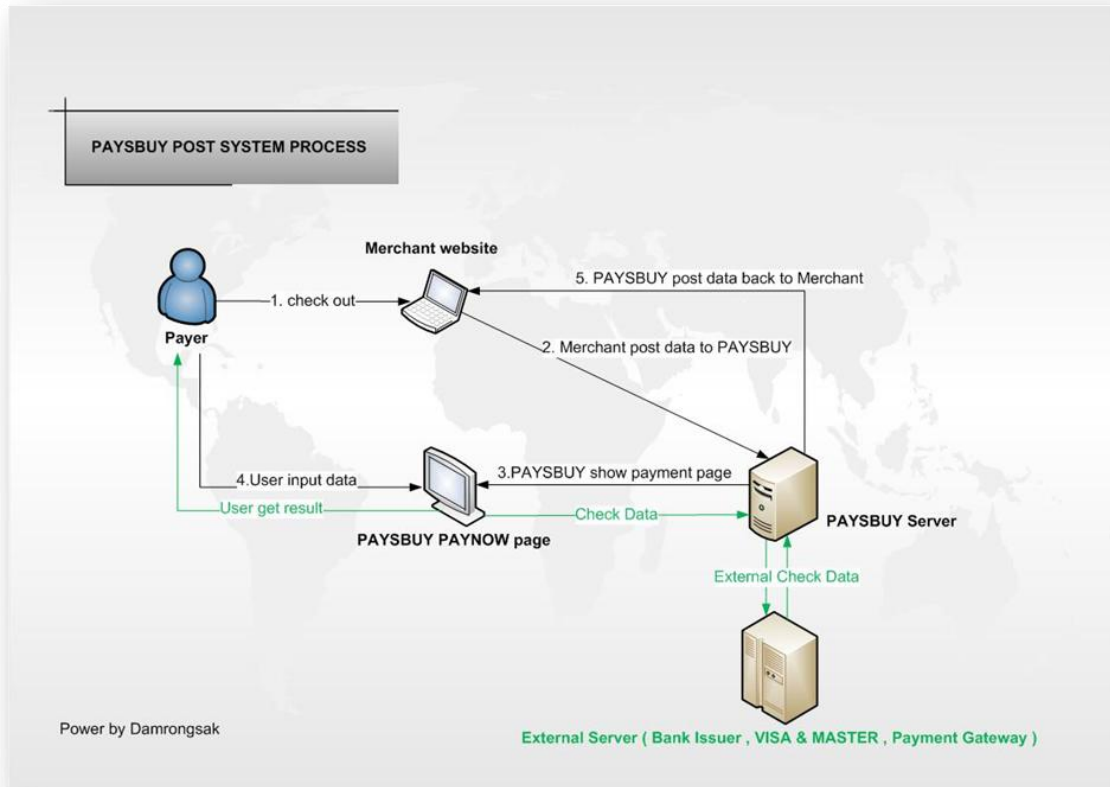 PAYSBUY POST SYSTEM PROCESS
Merchant website
5. PAYSBUY post data back to Merchant
1. check out
Payer
2. Merchant post data to PAYSBUY
3.PAYSBUY show payment page
4.User input data
User get result
Check Data
PAYSBUY Server
PAYSBUY PAYNOW page
External Check Data
Power by Damrongsak
External Server ( Bank Issuer , VISA & MASTER , Payment Gateway )